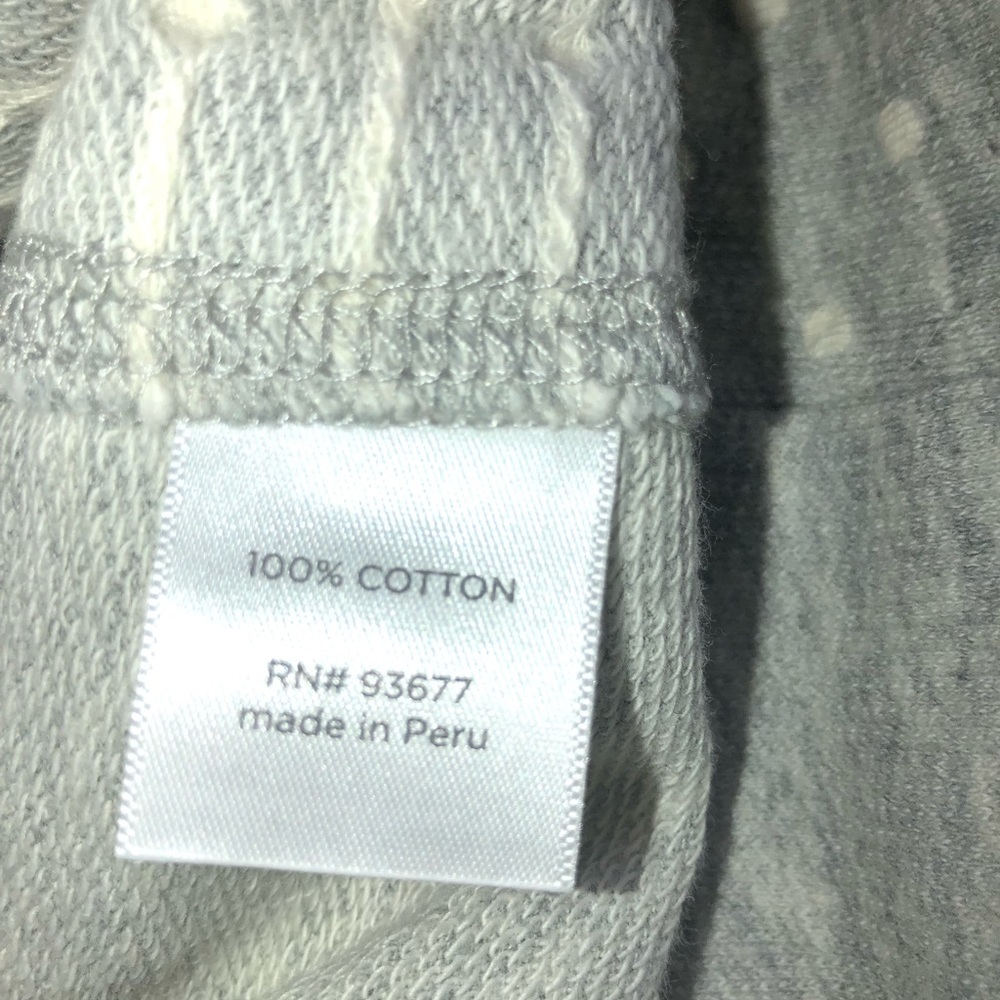 100% COTTON
RN# 93677
made in Peru